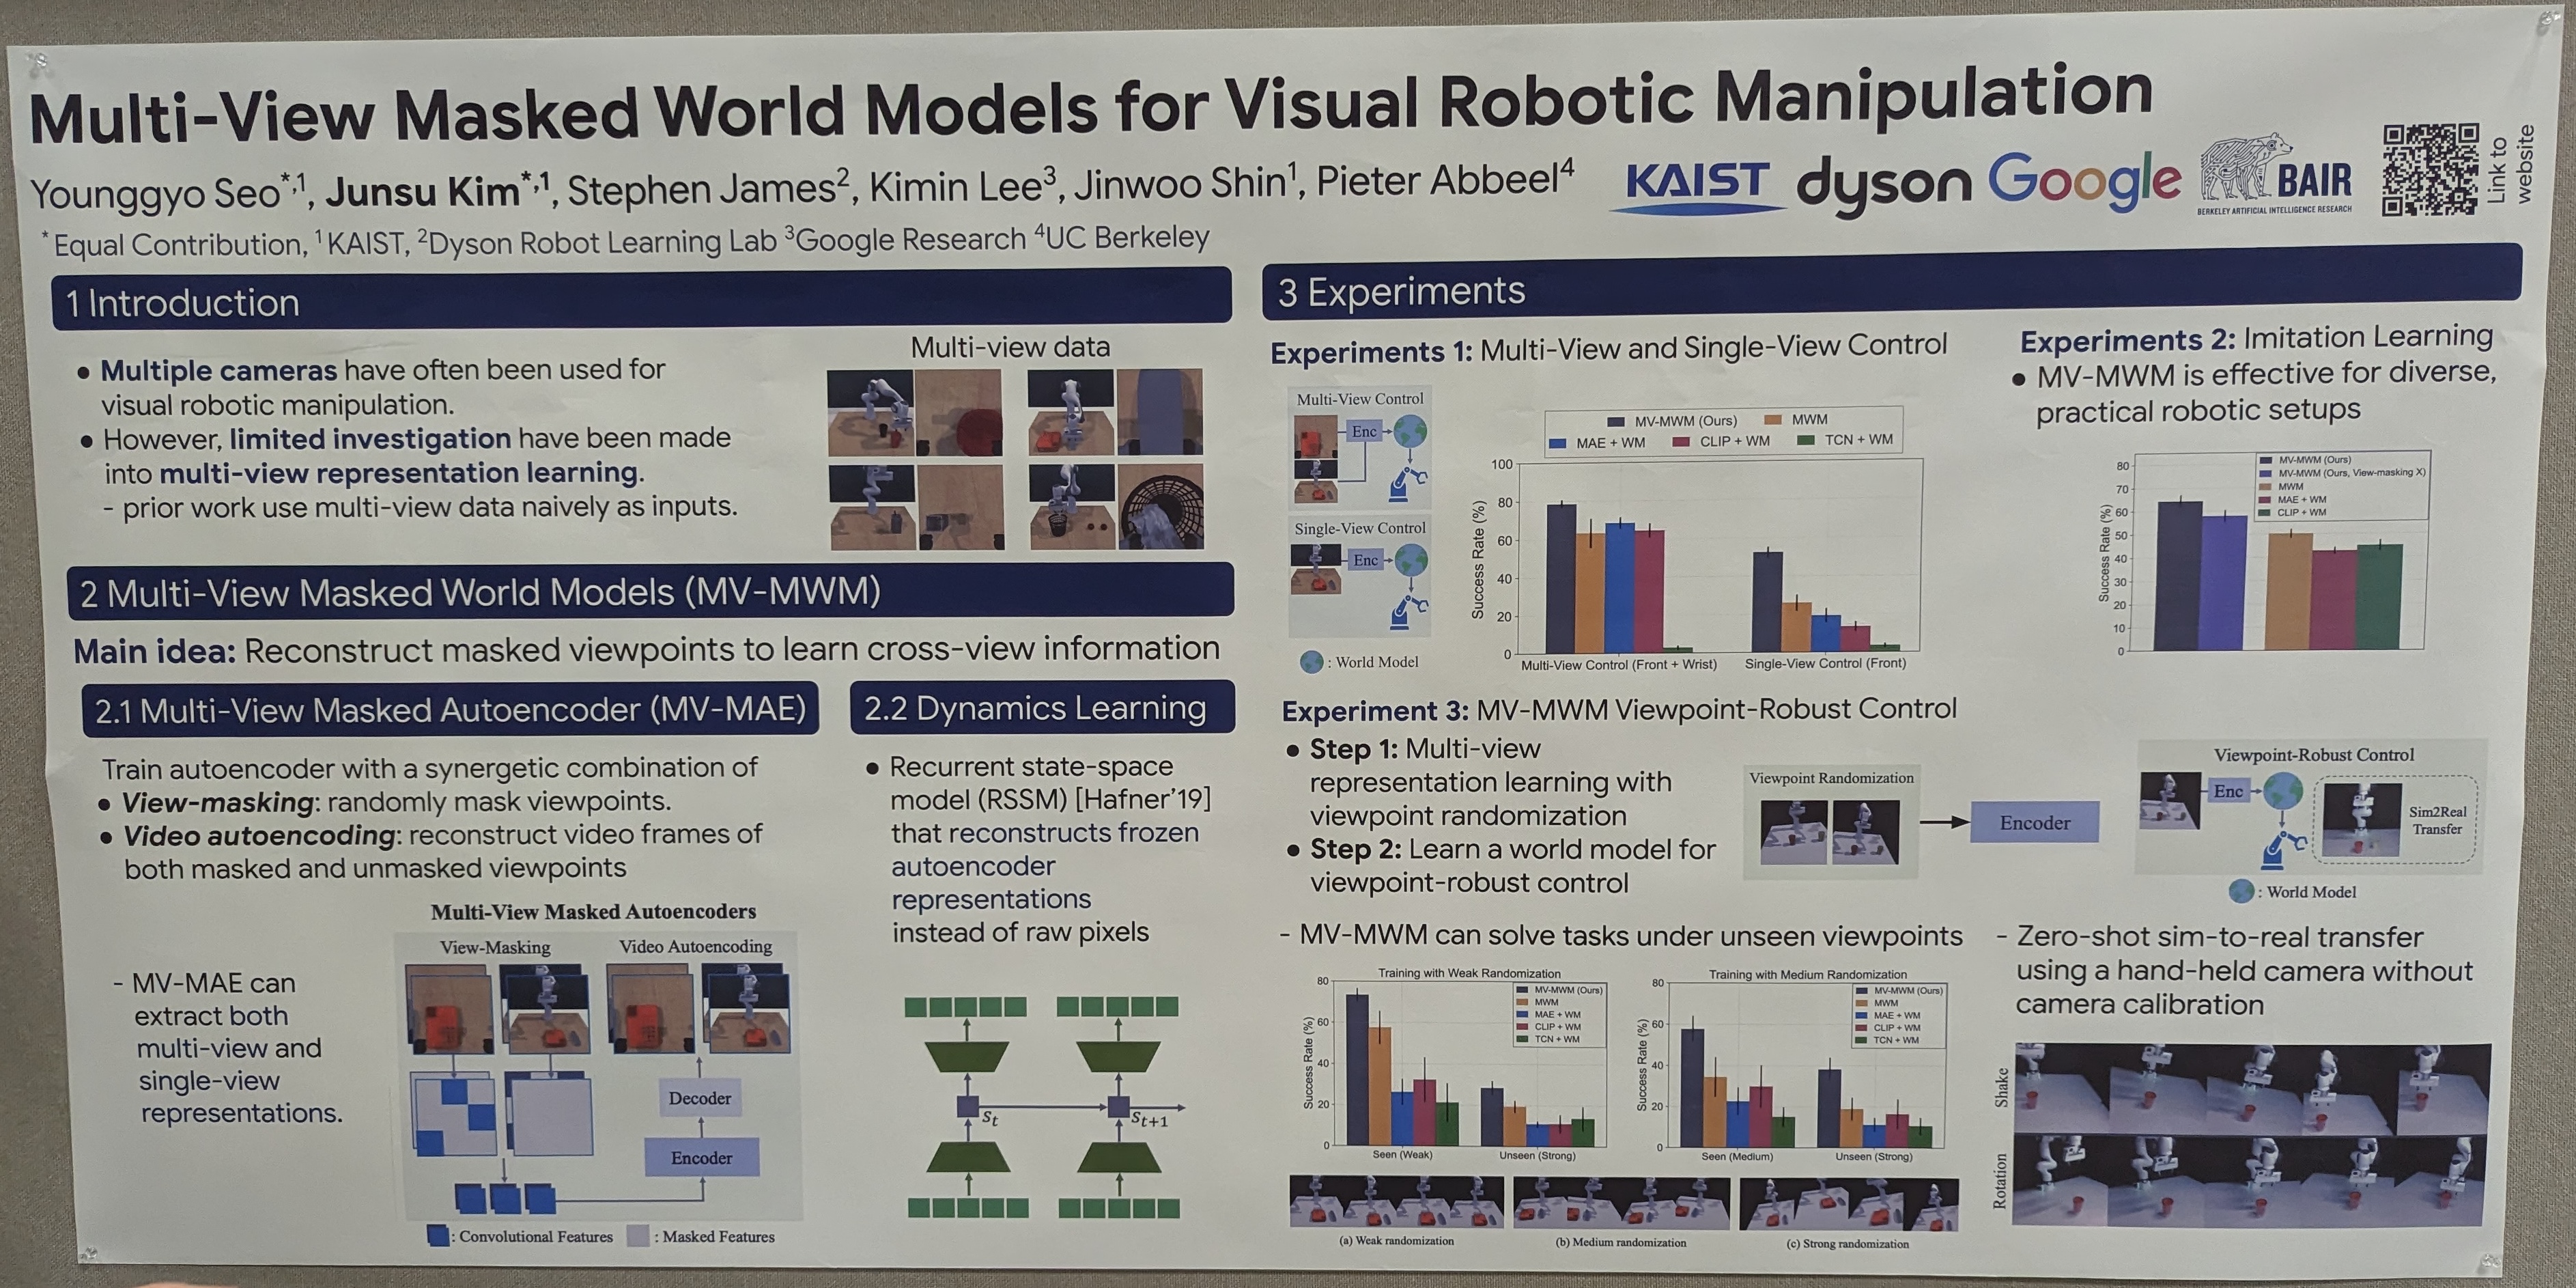 Multi-View Masked World Models for Visual Robotic Manipulation
Younggyo Seo*,1, Junsu Kim*,1, Stephen James2, Kimin Lee3, Jinwoo Shin1, Pieter Abbeel4
KAIST dyson Google BAIR
BERKELEY ARTIFICIAL INTELLIGENCE RESEARCH
Link to
website
* Equal Contribution, 1 KAIST, 2Dyson Robot Learning Lab 3Google Research 4UC Berkeley
1 Introduction
• Multiple cameras have often been used for
visual robotic manipulation.
• However, limited investigation have been made
into multi-view representation learning.
- prior work use multi-view data naively as inputs.
Multi-view data
2 Multi-View Masked World Models (MV-MWM)
Main idea: Reconstruct masked viewpoints to learn cross-view information
2.1 Multi-View Masked Autoencoder (MV-MAE)
Train autoencoder with a synergetic combination of
• View-masking: randomly mask viewpoints.
• Video autoencoding: reconstruct video frames of
both masked and unmasked viewpoints
- MV-MAE can
extract both
multi-view and
single-view
representations.
Multi-View Masked Autoencoders
View-Masking
Video Autoencoding
Decoder
Encoder
: Convolutional Features
: Masked Features
2.2 Dynamics Learning
• Recurrent state-space
model (RSSM) [Hafner'19]
that reconstructs frozen
autoencoder
representations
instead of raw pixels
St
St+1
3 Experiments
Experiments 1: Multi-View and Single-View Control
Multi-View Control
Enc
Single-View Control
Enc
: World Model
MV-MWM (Ours)
MWM
MAE + WM
CLIP + WM
TCN + WM
Success Rate (%)
100
80
60
40
20
0
Multi-View Control (Front + Wrist)
Single-View Control (Front)
Experiments 2: Imitation Learning
• MV-MWM is effective for diverse,
practical robotic setups
MV-MWM (Ours)
MV-MWM (Ours, View-masking X)
MWM
MAE + WM
CLIP + WM
Success Rate (%)
80
70
60
50
40
30
20
10
0
Experiment 3: MV-MWM Viewpoint-Robust Control
• Step 1: Multi-view
representation learning with
viewpoint randomization
• Step 2: Learn a world model for
viewpoint-robust control
Viewpoint Randomization
Encoder
Viewpoint-Robust Control
Enc
Sim2Real
Transfer
: World Model
- MV-MWM can solve tasks under unseen viewpoints
Training with Weak Randomization
MV-MWM (Ours)
MWM
MAE + WM
CLIP + WM
TCN + WM
Success Rate (%)
80
60
40
20
0
Seen (Weak)
Unseen (Strong)
Training with Medium Randomization
MV-MWM (Ours)
MWM
MAE + WM
CLIP + WM
TCN + WM
Success Rate (%)
80
60
40
20
0
Seen (Medium)
Unseen (Strong)
(a) Weak randomization
(b) Medium randomization
(c) Strong randomization
- Zero-shot sim-to-real transfer
using a hand-held camera without
camera calibration
Shake
Rotation